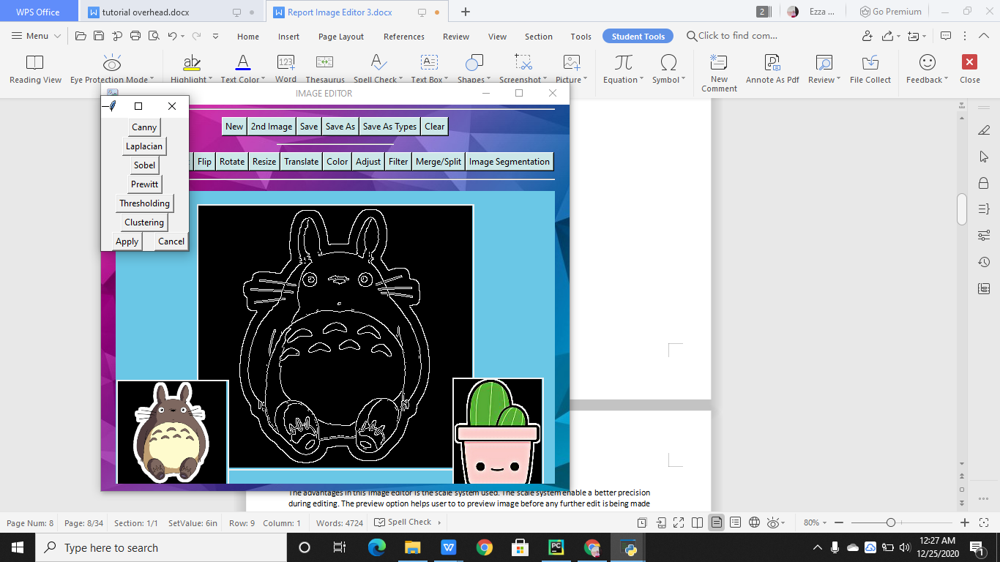 WPS Office
tutorial overhead.docx
Report Image Editor 3.docx
2
Ezza ...
Go Premium
Menu
Home
Insert
Page Layout
References
Review
View
Section
Tools
Student Tools
Click to find com...
Reading View
Eye Protection Mode
Highlight
Text Color
123
Word
Thesaurus
Spell Check
Text Box
Shapes
Screenshot
Picture
Equation
Symbol
New Comment
Annote As Pdf
Review
File Collect
Feedback
Close
IMAGE EDITOR
New
2nd Image
Save
Save As
Save As Types
Clear
Flip
Rotate
Resize
Translate
Color
Adjust
Filter
Merge/Split
Image Segmentation
Canny
Laplacian
Sobel
Prewitt
Thresholding
Clustering
Apply
Cancel
The advantages in this image editor is the scale system used. The scale system enable a better precision
during editing. The preview option helps user to to preview image before any further edit is being made
Page Num: 8
Page: 8/34
Section: 1/1
SetValue: 6in
Row: 9
Column: 1
Words: 4724
Spell Check
80%
Type here to search
12:27 AM
12/25/2020
1